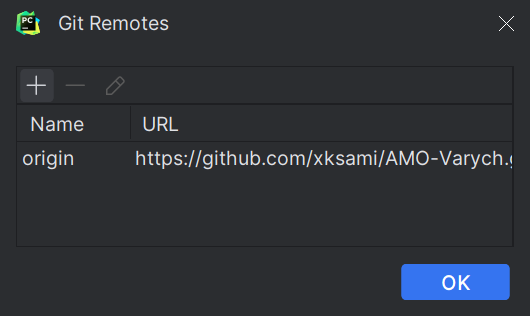 PC
Git Remotes
Name URL
origin https://github.com/xksami/AMO-Varych.g
OK